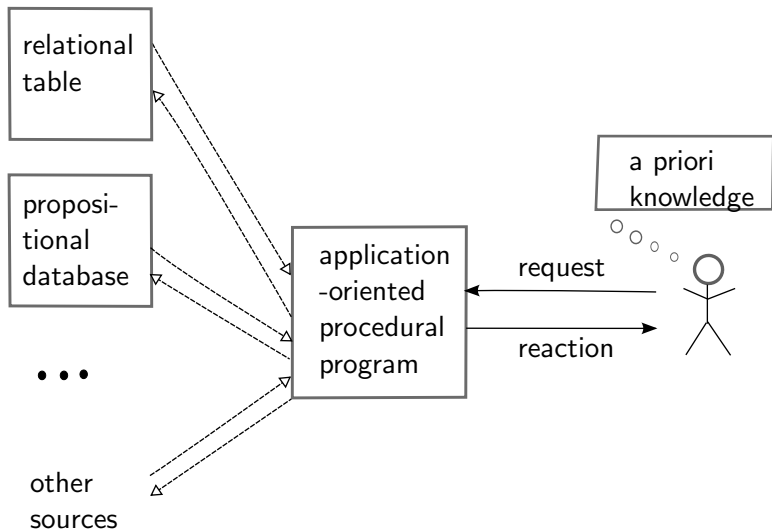 relational
table
a priori
knowledge
proposi-
tional
database
application
-oriented
procedural
program
request
reaction
other
sources